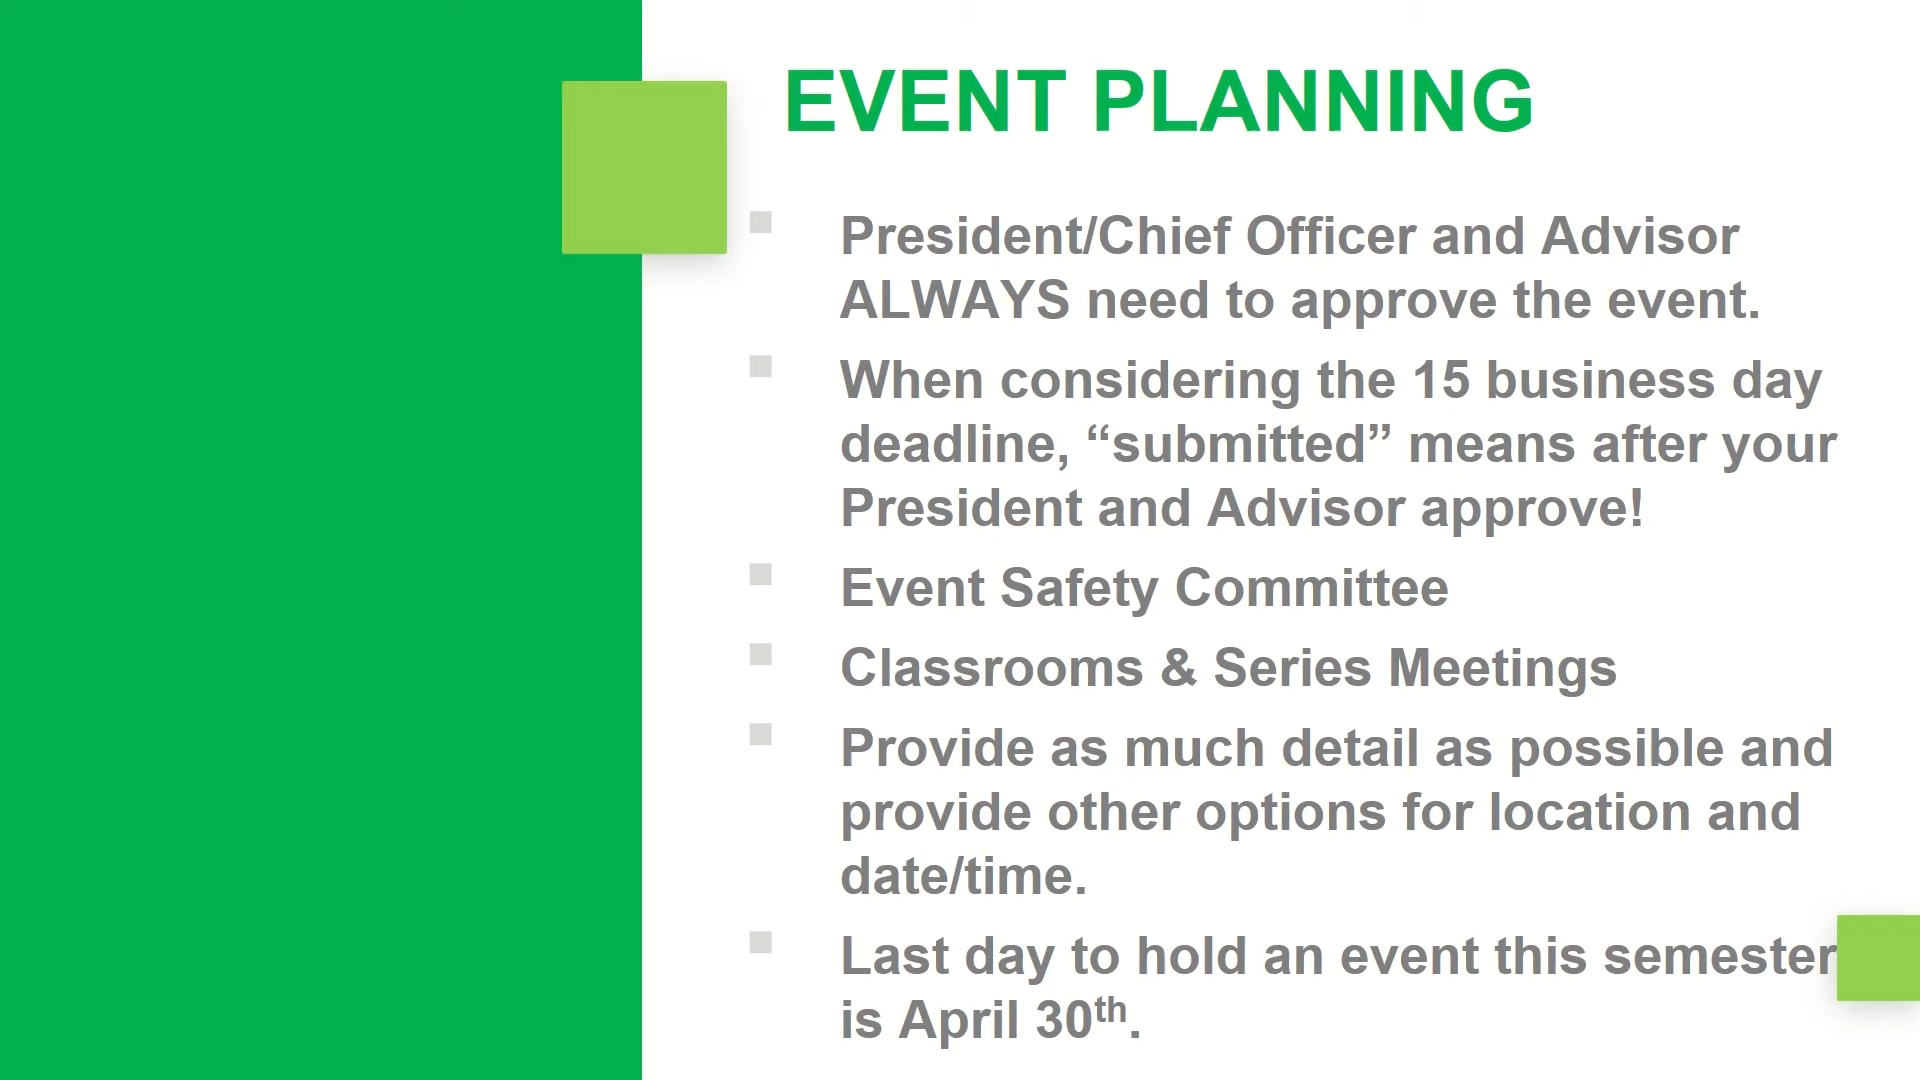 EVENT PLANNING
President/Chief Officer and Advisor
ALWAYS need to approve the event.
When considering the 15 business day
deadline, “submitted” means after your
President and Advisor approve!
Event Safety Committee
Classrooms & Series Meetings
Provide as much detail as possible and
provide other options for location and
date/time.
Last day to hold an event this semester
is April 30th.